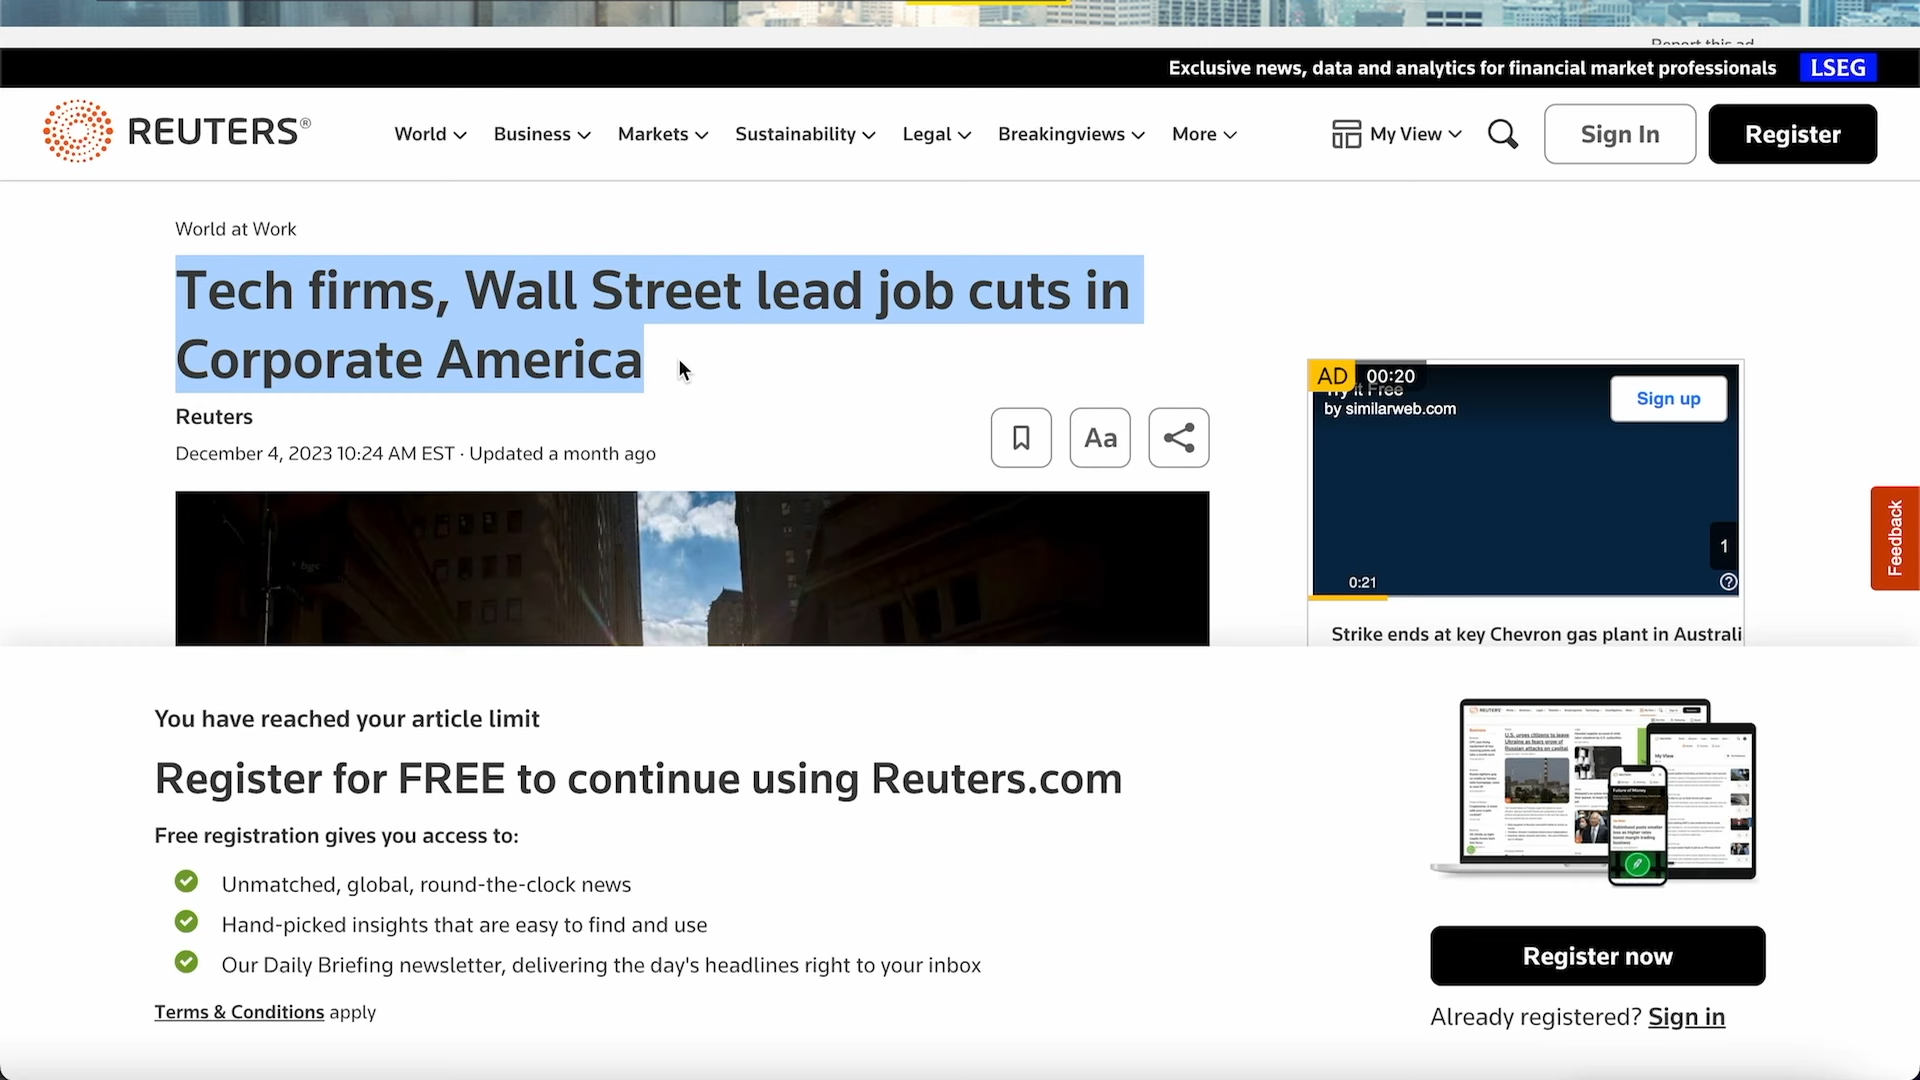 Exclusive news, data and analytics for financial market professionals LSEG
REUTERS®
World Business Markets Sustainability Legal Breakingviews More
My View Sign In Register
World at Work
Tech firms, Wall Street lead job cuts in
Corporate America
Reuters
December 4, 2023 10:24 AM EST · Updated a month ago
Aa
AD 00:20
Try it Free
by similarweb.com
Sign up
1
0:21
Strike ends at key Chevron gas plant in Australi
Feedback
You have reached your article limit
Register for FREE to continue using Reuters.com
Free registration gives you access to:
Unmatched, global, round-the-clock news
Hand-picked insights that are easy to find and use
Our Daily Briefing newsletter, delivering the day's headlines right to your inbox
Terms & Conditions apply
Register now
Already registered? Sign in